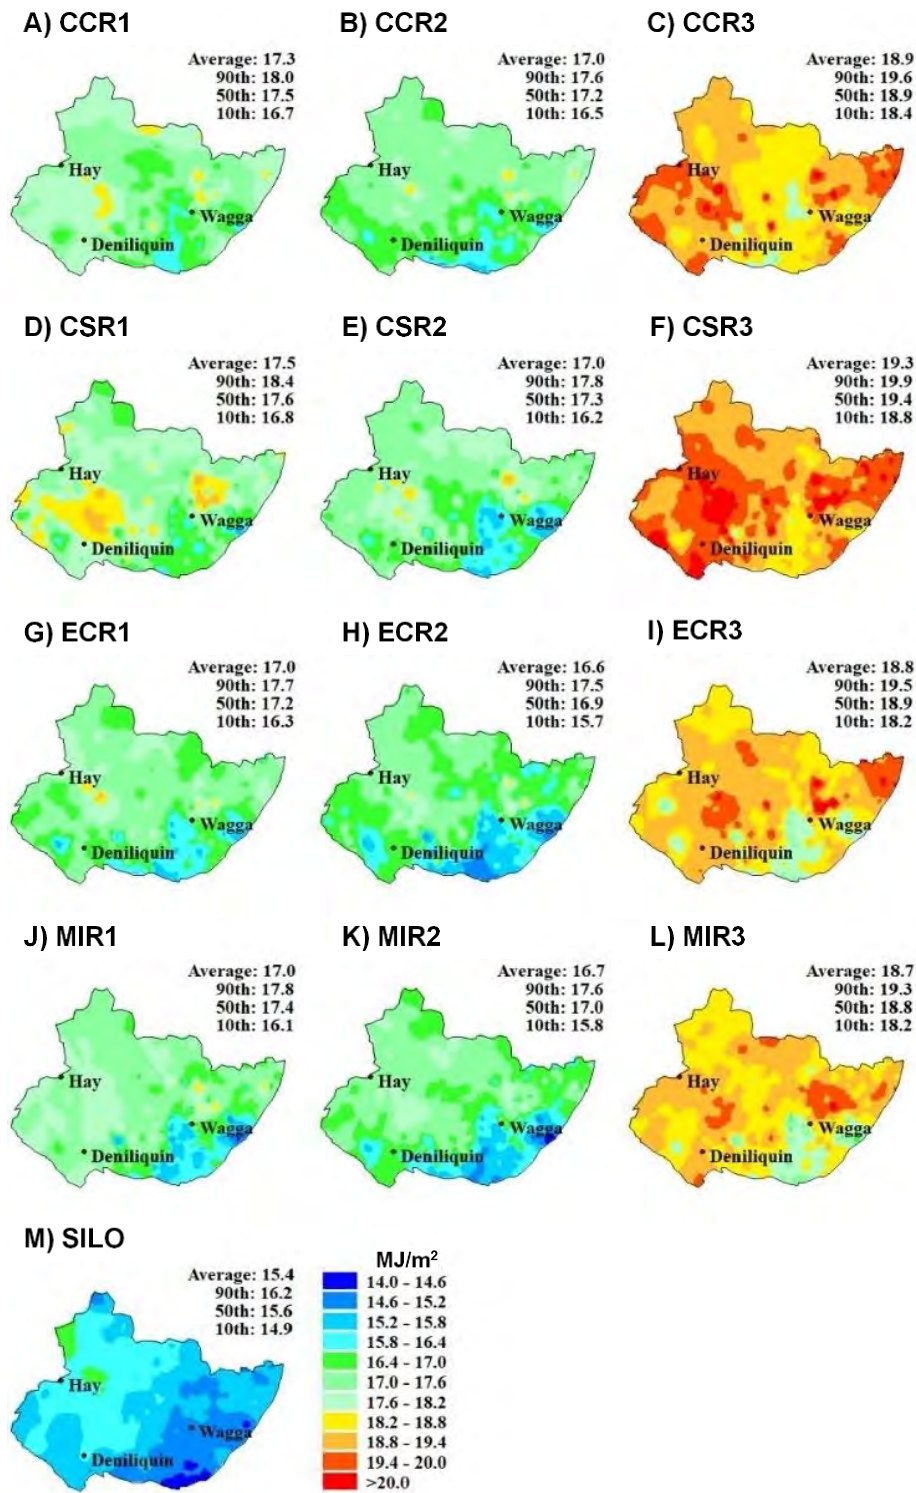 A) CCR1
Average: 17.3
90th: 18.0
50th: 17.5
10th: 16.7
Hay
Wagga
Deniliquin
B) CCR2
Average: 17.0
90th: 17.6
50th: 17.2
10th: 16.5
Hay
Wagga
Deniliquin
C) CCR3
Average: 18.9
90th: 19.6
50th: 18.9
10th: 18.4
Hay
Wagga
Deniliquin
D) CSR1
Average: 17.5
90th: 18.4
50th: 17.6
10th: 16.8
Hay
Wagga
Deniliquin
E) CSR2
Average: 17.0
90th: 17.8
50th: 17.3
10th: 16.2
Hay
Wagga
Deniliquin
F) CSR3
Average: 19.3
90th: 19.9
50th: 19.4
10th: 18.8
Hay
Wagga
Deniliquin
G) ECR1
Average: 17.0
90th: 17.7
50th: 17.2
10th: 16.3
Hay
Wagga
Deniliquin
H) ECR2
Average: 16.6
90th: 17.5
50th: 16.9
10th: 15.7
Hay
Wagga
Deniliquin
I) ECR3
Average: 18.8
90th: 19.5
50th: 18.9
10th: 18.2
Hay
Wagga
Deniliquin
J) MIR1
Average: 17.0
90th: 17.8
50th: 17.4
10th: 16.1
Hay
Wagga
Deniliquin
K) MIR2
Average: 16.7
90th: 17.6
50th: 17.0
10th: 15.8
Hay
Wagga
Deniliquin
L) MIR3
Average: 18.7
90th: 19.3
50th: 18.8
10th: 18.2
Hay
Wagga
Deniliquin
M) SILO
Average: 15.4
90th: 16.2
50th: 15.6
10th: 14.9
Hay
Wagga
Deniliquin
MJ/m²
14.0 - 14.6
14.6 - 15.2
15.2 - 15.8
15.8 - 16.4
16.4 - 17.0
17.0 - 17.6
17.6 - 18.2
18.2 - 18.8
18.8 - 19.4
19.4 - 20.0
>20.0